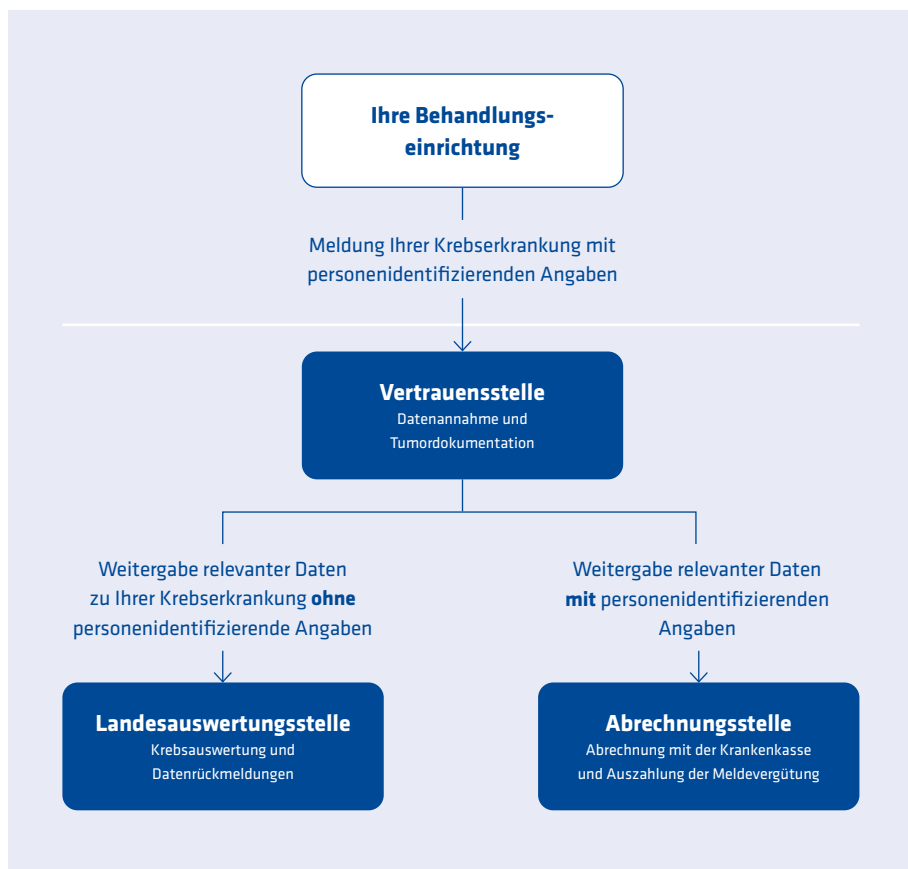 Ihre Behandlungs-
einrichtung
Meldung Ihrer Krebserkrankung mit
personenidentifizierenden Angaben
Vertrauensstelle
Datenannahme und
Tumordokumentation
Weitergabe relevanter Daten
zu Ihrer Krebserkrankung ohne
personenidentifizierende Angaben
Weitergabe relevanter Daten
mit personenidentifizierenden
Angaben
Landesauswertungsstelle
Krebsauswertung und
Datenrückmeldungen
Abrechnungsstelle
Abrechnung mit der Krankenkasse
und Auszahlung der Meldevergütung